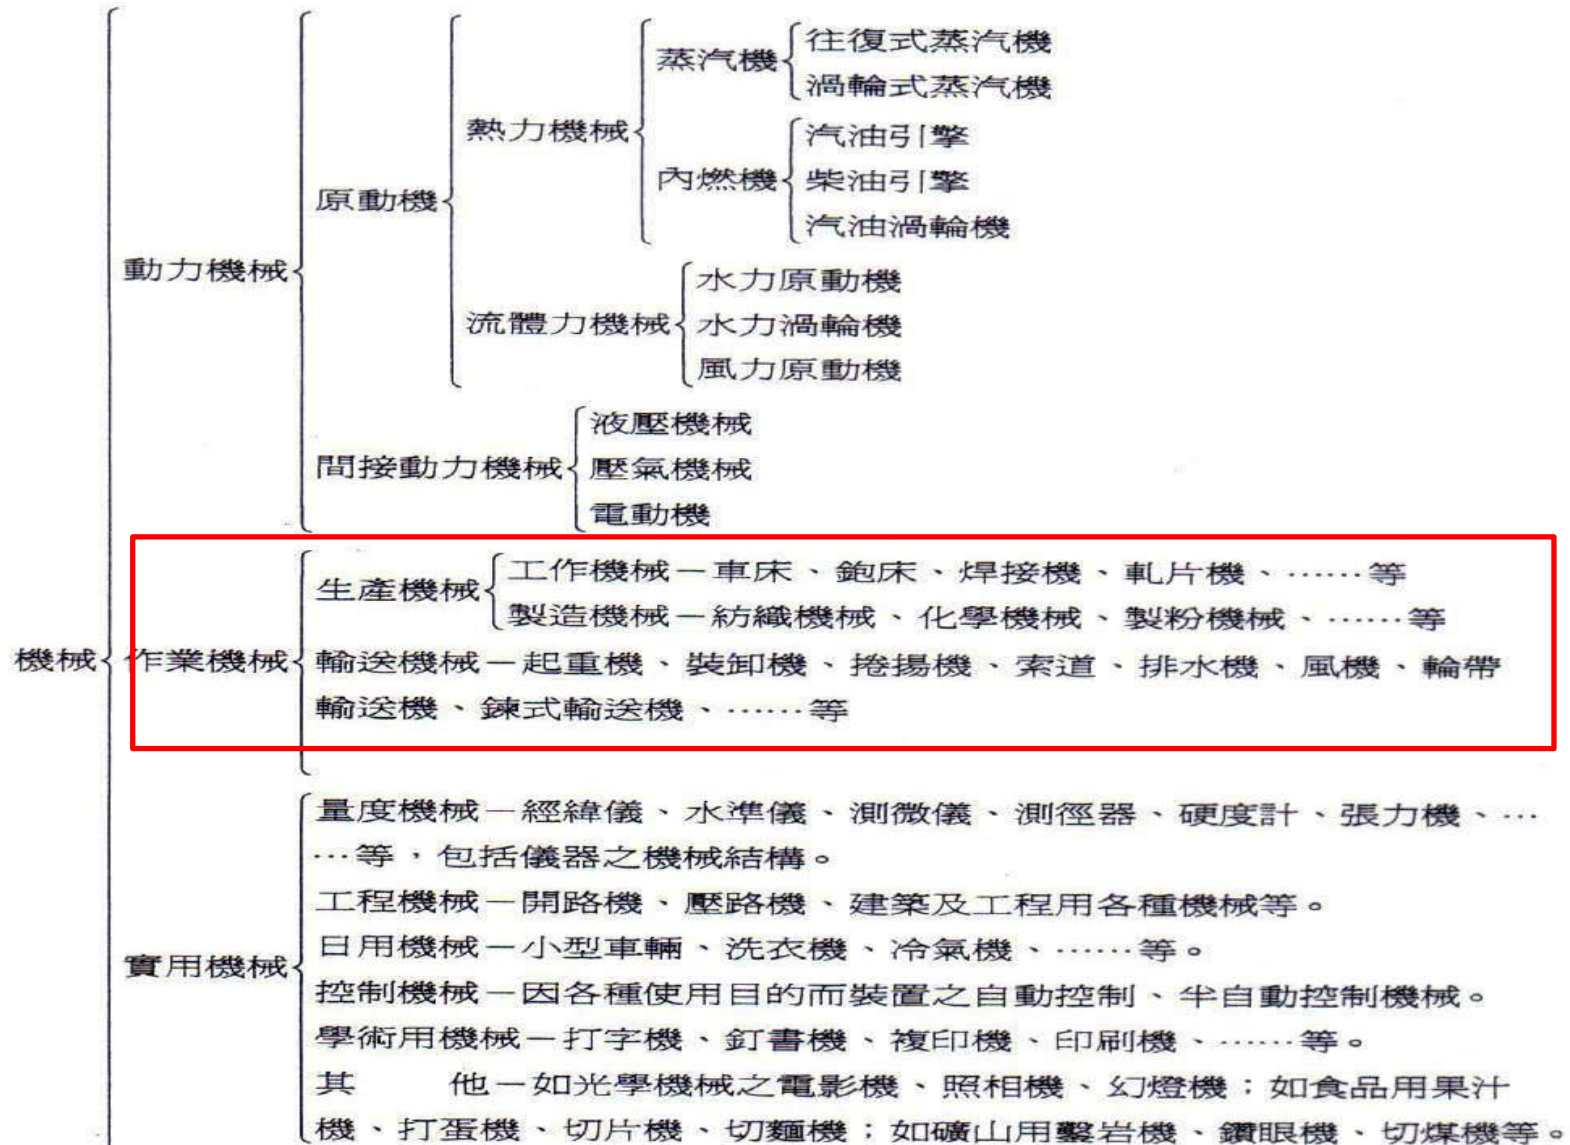 往復式蒸汽機
蒸汽機
渦輪式蒸汽機
熱力機械
汽油引擎
內燃機
柴油引擎
汽油渦輪機
原動機
動力機械
水力原動機
流體力機械
水力渦輪機
風力原動機
液壓機械
間接動力機械
壓氣機械
電動機
生產機械
工作機械－車床、鉋床、焊接機、軋片機、……等
製造機械－紡織機械、化學機械、製粉機械、……等
機械
作業機械
輸送機械－起重機、裝卸機、捲揚機、索道、排水機、風機、輪帶
輸送機、鍊式輸送機、……等
量度機械－經緯儀、水準儀、測微儀、測徑器、硬度計、張力機、…
…等，包括儀器之機械結構。
工程機械－開路機、壓路機、建築及工程用各種機械等。
日用機械－小型車輛、洗衣機、冷氣機、……等。
實用機械
控制機械－因各種使用目的而裝置之自動控制、半自動控制機械。
學術用機械－打字機、釘書機、複印機、印刷機、……等。
其　　他－如光學機械之電影機、照相機、幻燈機；如食品用果汁
機、打蛋機、切片機、切麵機；如礦山用鑿岩機、鑽眼機、切煤機等。